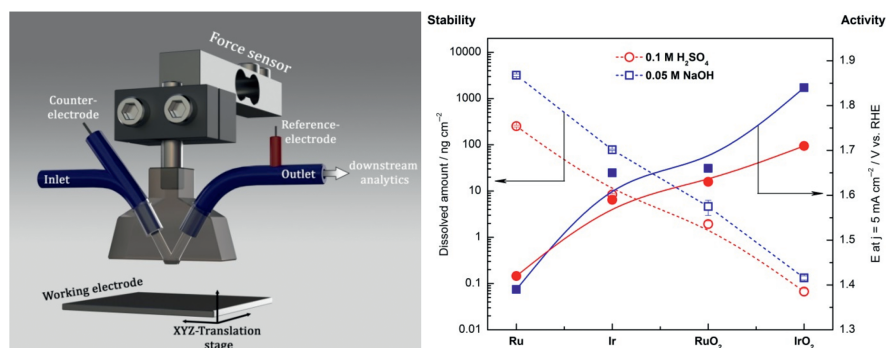 Force sensor
Counter-
electrode
Reference-
electrode
Inlet
Outlet
downstream
analytics
Working electrode
XYZ-Translation
stage
Stability
Activity
0.1 M H₂SO₄
0.05 M NaOH
Dissolved amount / ng cm⁻²
10000
1000
100
10
1
0.1
0.01
1.9
1.8
1.7
1.6
1.5
1.4
1.3
E at j = 5 mA cm⁻² / V vs. RHE
Ru
Ir
RuO₂
IrO₂